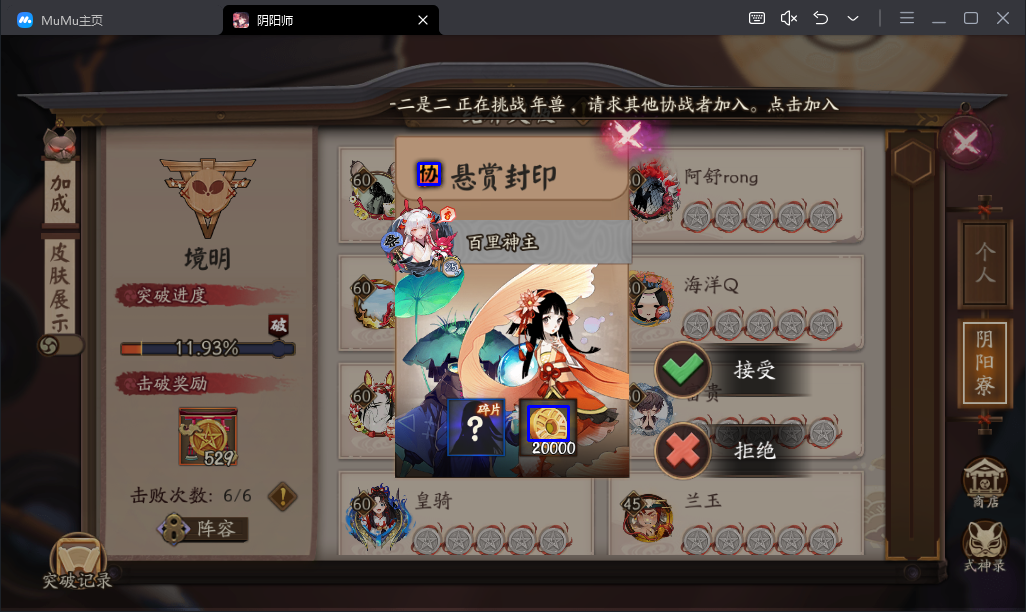 MuMu主页
阴阳师
-二是二 正在挑战 年兽 ，请求其他协战者加入。点击加入
加成
皮肤展示
境明
突破进度
破
11.93%
击破奖励
529
击败次数: 6/6
阵容
突破记录
协
悬赏封印
百里神主
碎片
?
20000
接受
拒绝
60
阿舒rong
60
海洋Q
60
贵
60
皇骑
45
兰玉
个人
阴阳寮
商店
式神录